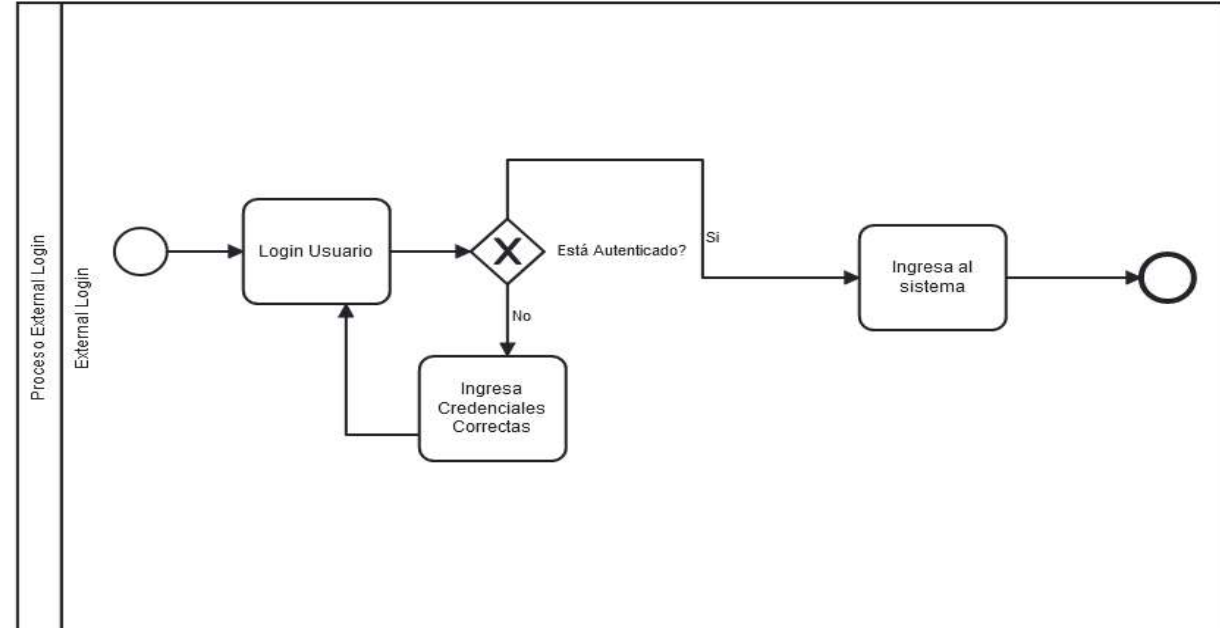 Proceso External Login
External Login
Login Usuario
Está Autenticado?
Si
No
Ingresa
Credenciales
Correctas
Ingresa al
sistema